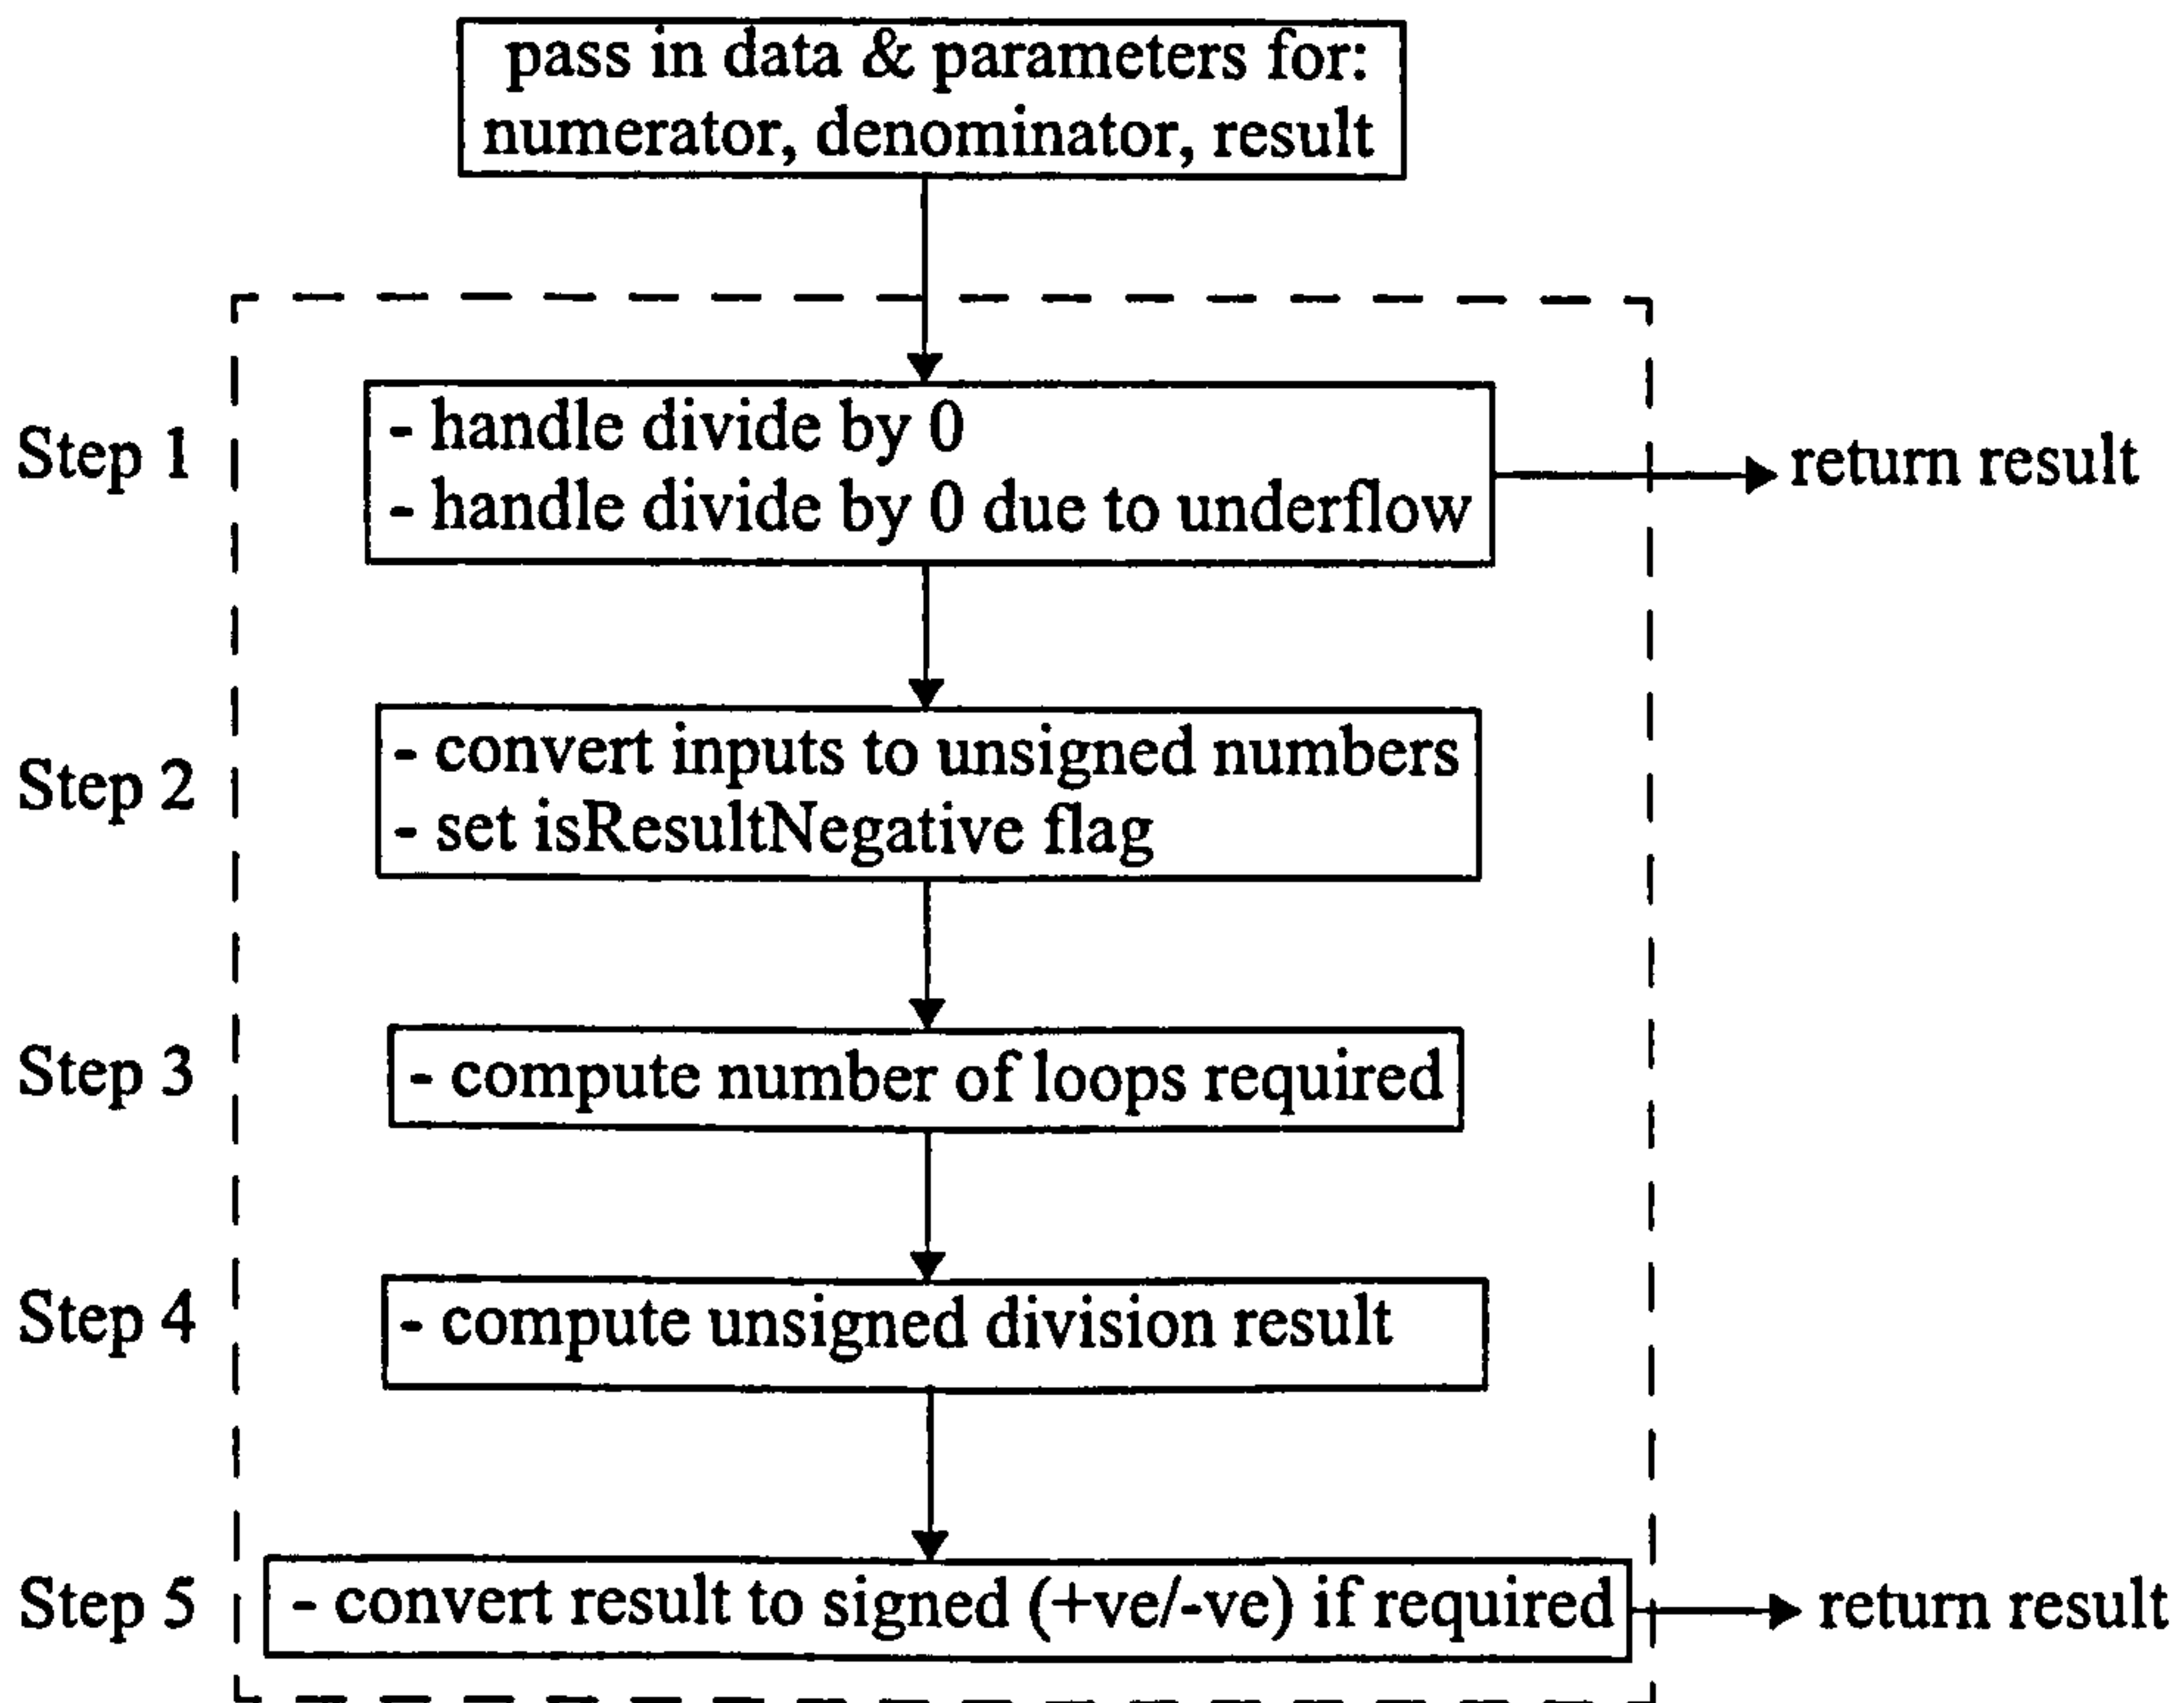 pass in data & parameters for:
numerator, denominator, result
Step 1
- handle divide by 0
- handle divide by 0 due to underflow
return result
Step 2
- convert inputs to unsigned numbers
- set isResultNegative flag
Step 3
- compute number of loops required
Step 4
- compute unsigned division result
Step 5
- convert result to signed (+ve/-ve) if required
return result